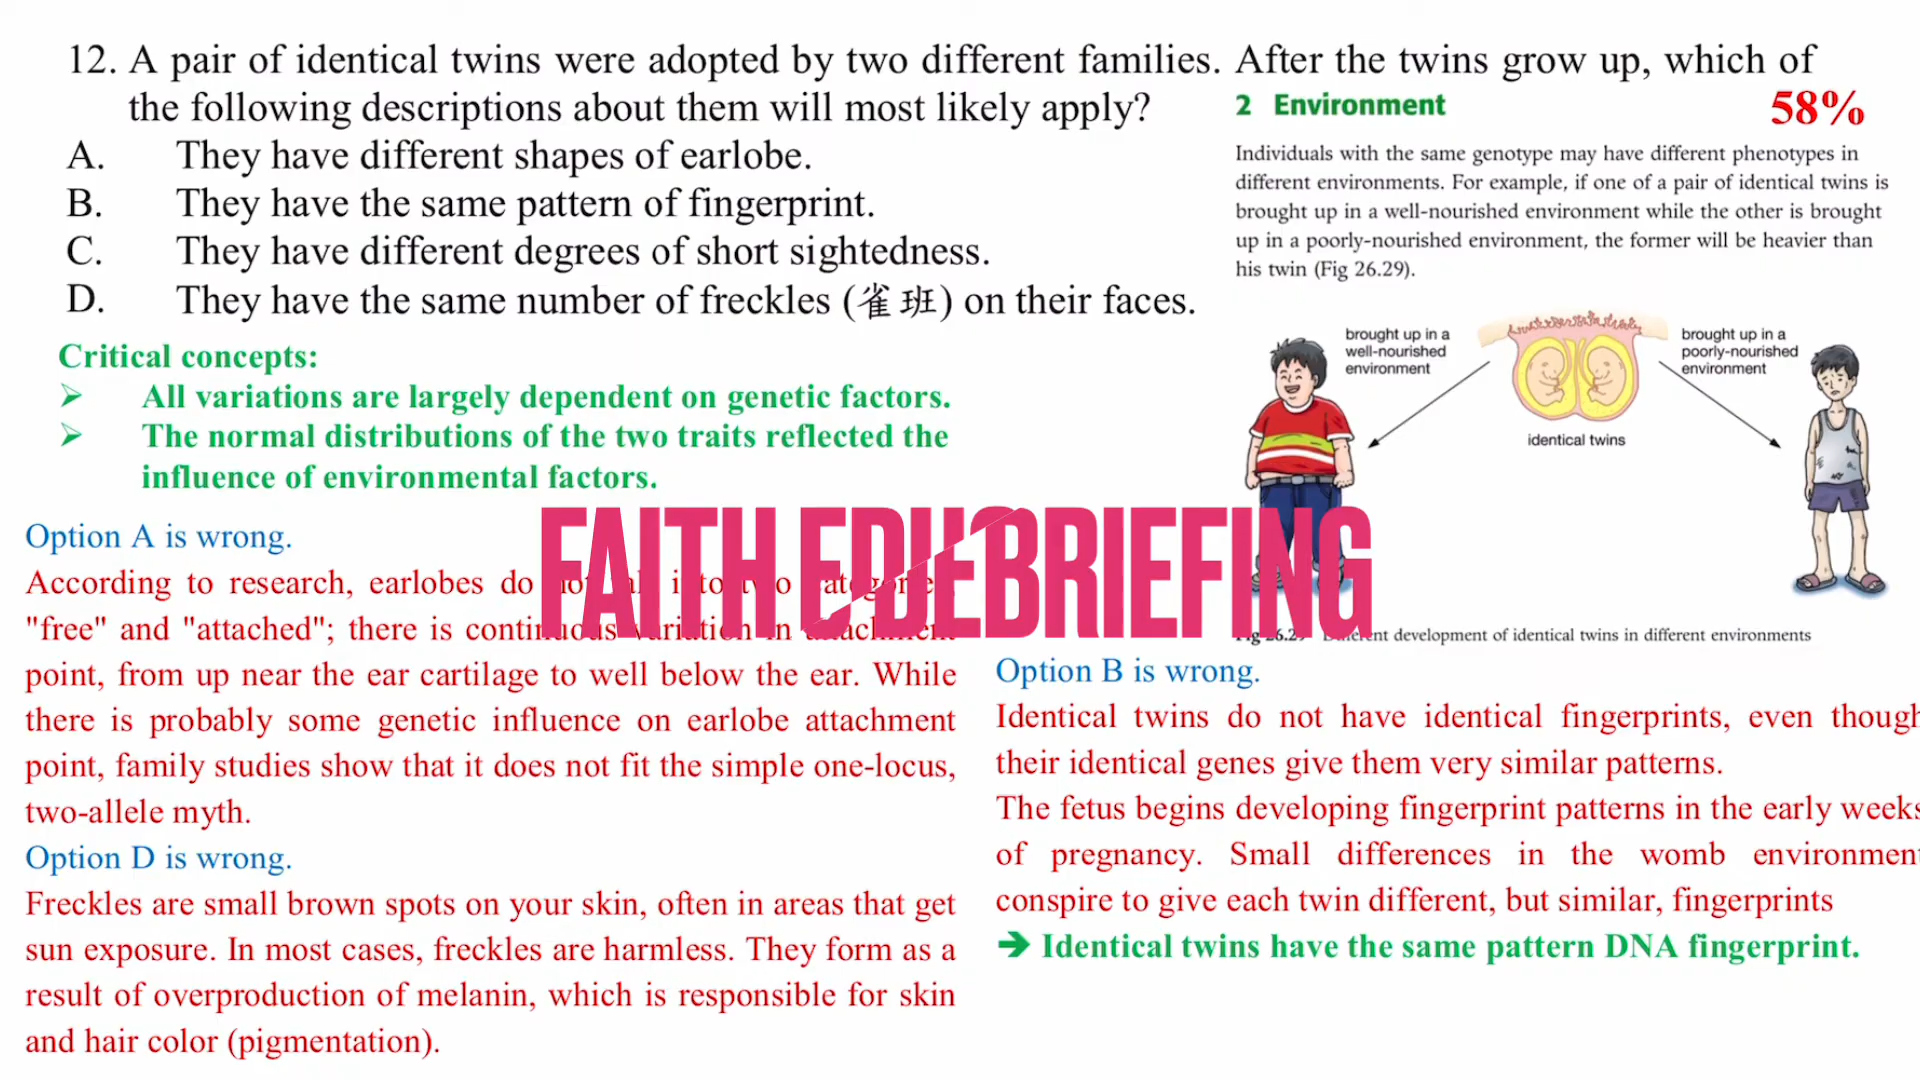 12. A pair of identical twins were adopted by two different families. After the twins grow up, which of
the following descriptions about them will most likely apply?
A. They have different shapes of earlobe.
B. They have the same pattern of fingerprint.
C. They have different degrees of short sightedness.
D. They have the same number of freckles (雀班) on their faces.
2 Environment
58%
Individuals with the same genotype may have different phenotypes in
different environments. For example, if one of a pair of identical twins is
brought up in a well-nourished environment while the other is brought
up in a poorly-nourished environment, the former will be heavier than
his twin (Fig 26.29).
brought up in a
well-nourished
environment
brought up in a
poorly-nourished
environment
identical twins
Critical concepts:
➢ All variations are largely dependent on genetic factors.
➢ The normal distributions of the two traits reflected the
influence of environmental factors.
FAITH EDUEBRIEFING
development of identical twins in different environments
Option A is wrong.
According to research, earlobes do
"free" and "attached"; there is continuous variation in
point, from up near the ear cartilage to well below the ear. While
there is probably some genetic influence on earlobe attachment
point, family studies show that it does not fit the simple one-locus,
two-allele myth.
Option D is wrong.
Freckles are small brown spots on your skin, often in areas that get
sun exposure. In most cases, freckles are harmless. They form as a
result of overproduction of melanin, which is responsible for skin
and hair color (pigmentation).
Option B is wrong.
Identical twins do not have identical fingerprints, even though
their identical genes give them very similar patterns.
The fetus begins developing fingerprint patterns in the early weeks
of pregnancy. Small differences in the womb environment
conspire to give each twin different, but similar, fingerprints
➔ Identical twins have the same pattern DNA fingerprint.